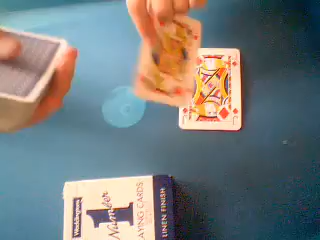 Waddingtons
Number
1
PLAYING CARDS
LINEN FINISH